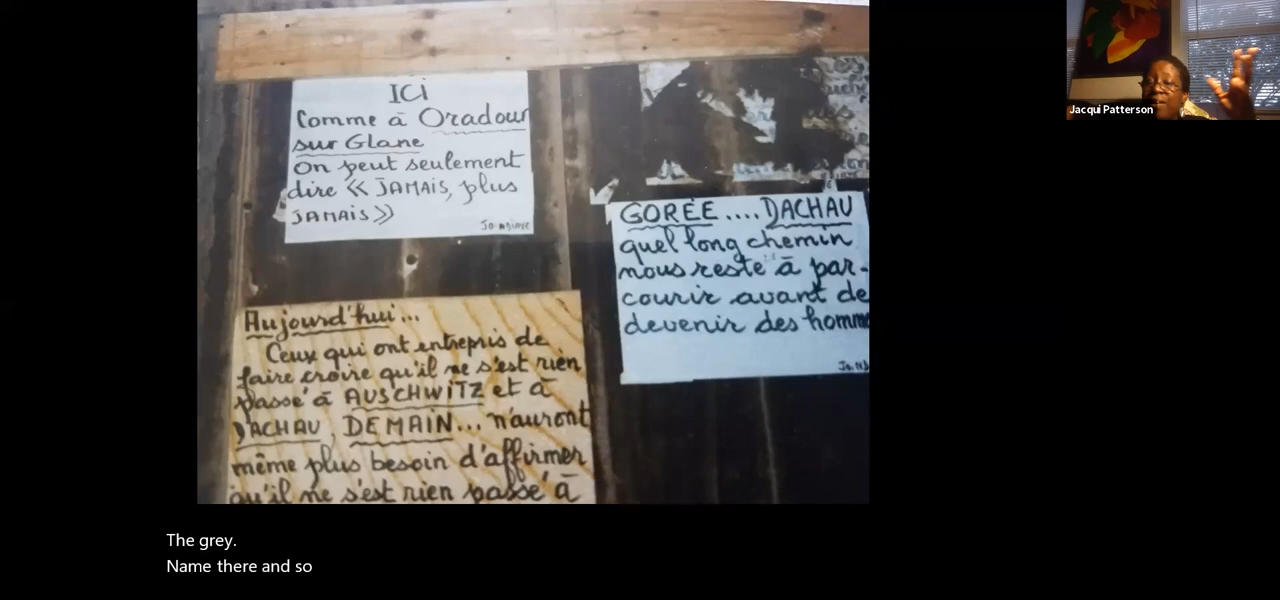 ICI
Comme à Oradour
sur Glane
On peut seulement
dire << JAMAIS, plus
JAMAIS >>
GORÉE .... DACHAU
quel long chemin
nous reste à par-
courir avant de
devenir des homm
Aujourd'hui...
Ceux qui ont entrepris de
faire croire qu'il ne s'est rien
passé à AUSCHWITZ et à
DACHAU, DEMAIN... n'auront
même plus besoin d'affirmer
qu'il ne s'est rien passé à
Jacqui Patterson
The grey.
Name there and so